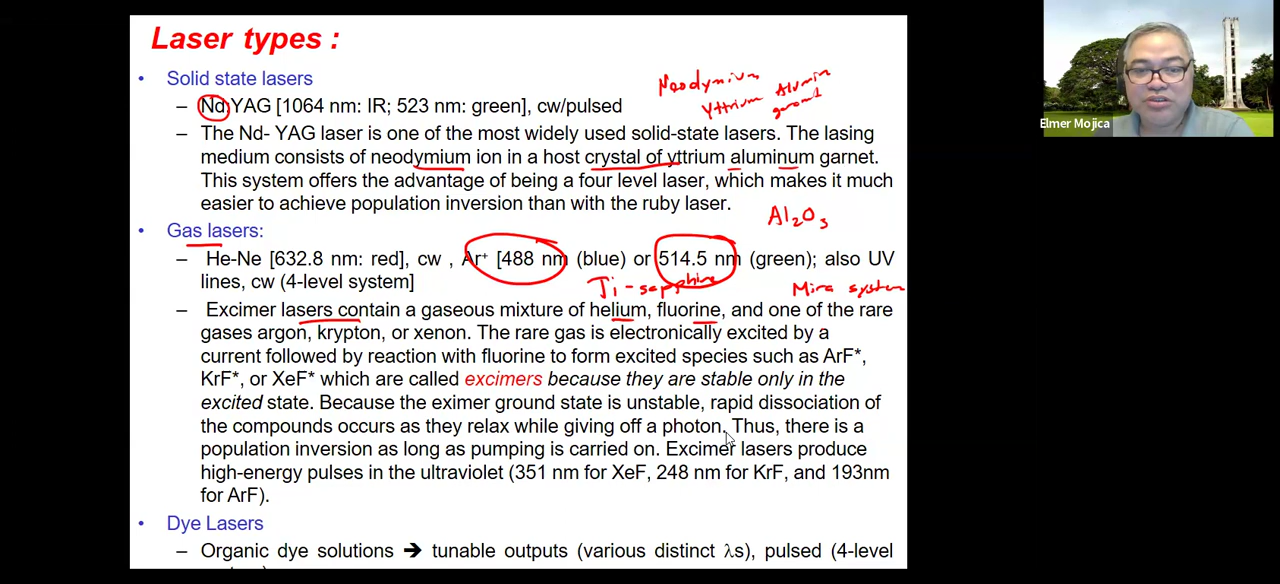 Laser types :
• Solid state lasers
– Nd:YAG [1064 nm: IR; 523 nm: green], cw/pulsed
Neodymium
Yttrium Alumin
garanet
– The Nd- YAG laser is one of the most widely used solid-state lasers. The lasing
medium consists of neodymium ion in a host crystal of yttrium aluminum garnet.
This system offers the advantage of being a four level laser, which makes it much
easier to achieve population inversion than with the ruby laser.
Al₂O₃
• Gas lasers:
– He-Ne [632.8 nm: red], cw , Ar⁺ [488 nm (blue) or 514.5 nm (green); also UV
lines, cw (4-level system]
Ti-sapphire
Mira system
– Excimer lasers contain a gaseous mixture of helium, fluorine, and one of the rare
gases argon, krypton, or xenon. The rare gas is electronically excited by a
current followed by reaction with fluorine to form excited species such as ArF*,
KrF*, or XeF* which are called excimers because they are stable only in the
excited state. Because the eximer ground state is unstable, rapid dissociation of
the compounds occurs as they relax while giving off a photon. Thus, there is a
population inversion as long as pumping is carried on. Excimer lasers produce
high-energy pulses in the ultraviolet (351 nm for XeF, 248 nm for KrF, and 193nm
for ArF).
• Dye Lasers
– Organic dye solutions ➔ tunable outputs (various distinct λs), pulsed (4-level
Elmer Mojica